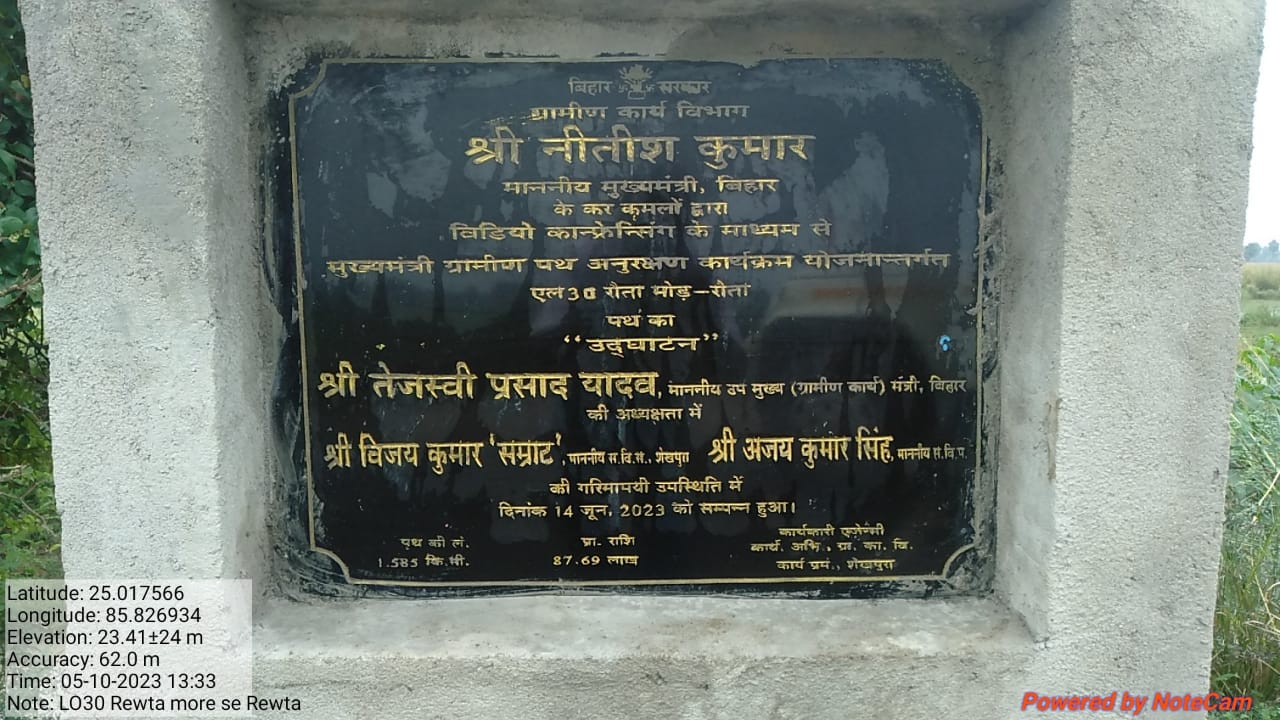 बिहार सरकार
ग्रामीण कार्य विभाग
श्री नीतीश कुमार
माननीय मुख्यमंत्री, बिहार
के कर कमलों द्वारा
विडियो कान्फ्रेन्सिंग के माध्यम से
मुख्यमंत्री ग्रामीण पथ अनुरक्षण कार्यक्रम योजनान्तर्गत
एल30 रौता मोड़-रौता
पथ का
"उद्घाटन"
श्री तेजस्वी प्रसाद यादव, माननीय उप मुख्य (ग्रामीण कार्य) मंत्री, बिहार
की अध्यक्षता में
श्री विजय कुमार 'सम्राट', माननीय स.वि.स., शेखपुरा श्री अजय कुमार सिंह, माननीय स.वि.प.
की गरिमामयी उपस्थिति में
दिनांक 14 जून, 2023 को सम्पन्न हुआ।
पथ की लं. प्रा. राशि कार्यकारी एजेन्सी
1.585 कि.मी. 87.69 लाख कार्य. अभि., ग्रा. का. वि.
कार्य प्रमं., शेखपुरा
Latitude: 25.017566
Longitude: 85.826934
Elevation: 23.41±24 m
Accuracy: 62.0 m
Time: 05-10-2023 13:33
Note: LO30 Rewta more se Rewta
Powered by NoteCam